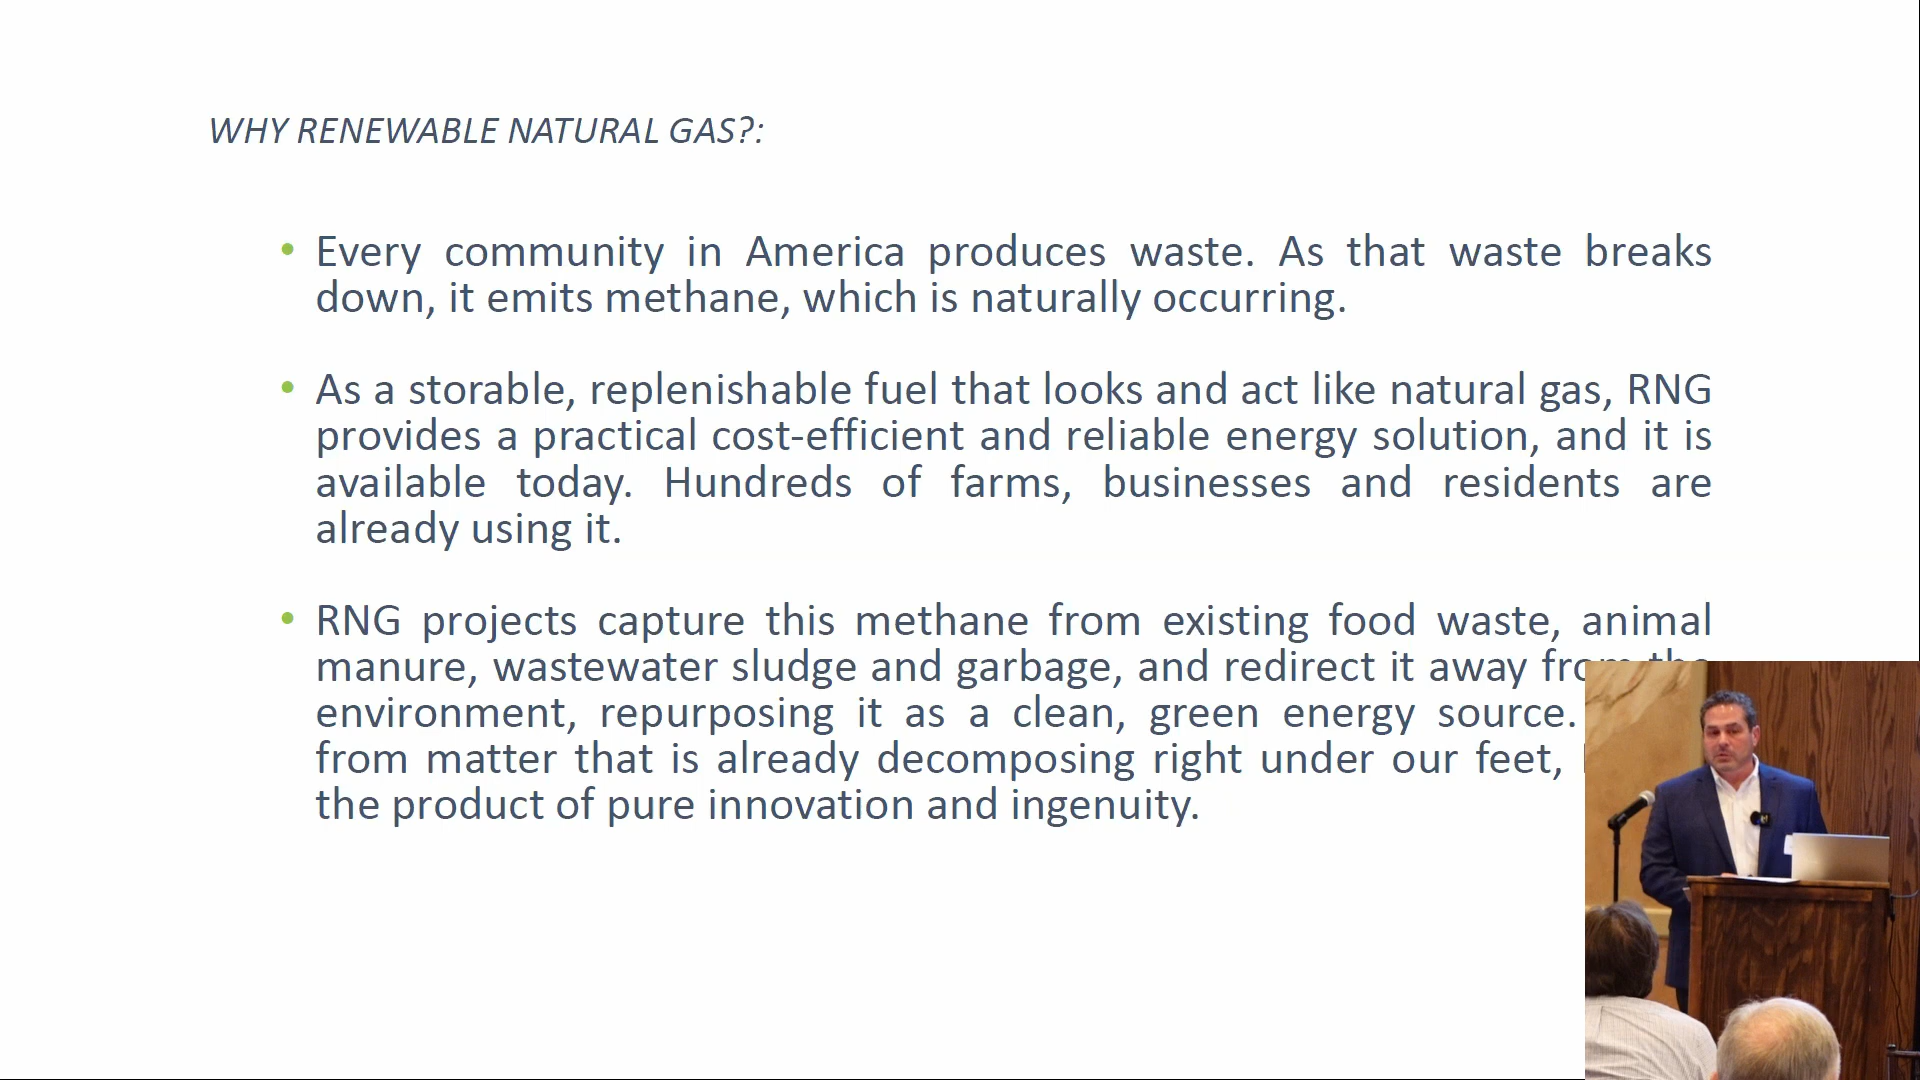 WHY RENEWABLE NATURAL GAS?:
• Every community in America produces waste. As that waste breaks
down, it emits methane, which is naturally occurring.
• As a storable, replenishable fuel that looks and act like natural gas, RNG
provides a practical cost-efficient and reliable energy solution, and it is
available today. Hundreds of farms, businesses and residents are
already using it.
• RNG projects capture this methane from existing food waste, animal
manure, wastewater sludge and garbage, and redirect it away from the
environment, repurposing it as a clean, green energy source.
from matter that is already decomposing right under our feet,
the product of pure innovation and ingenuity.